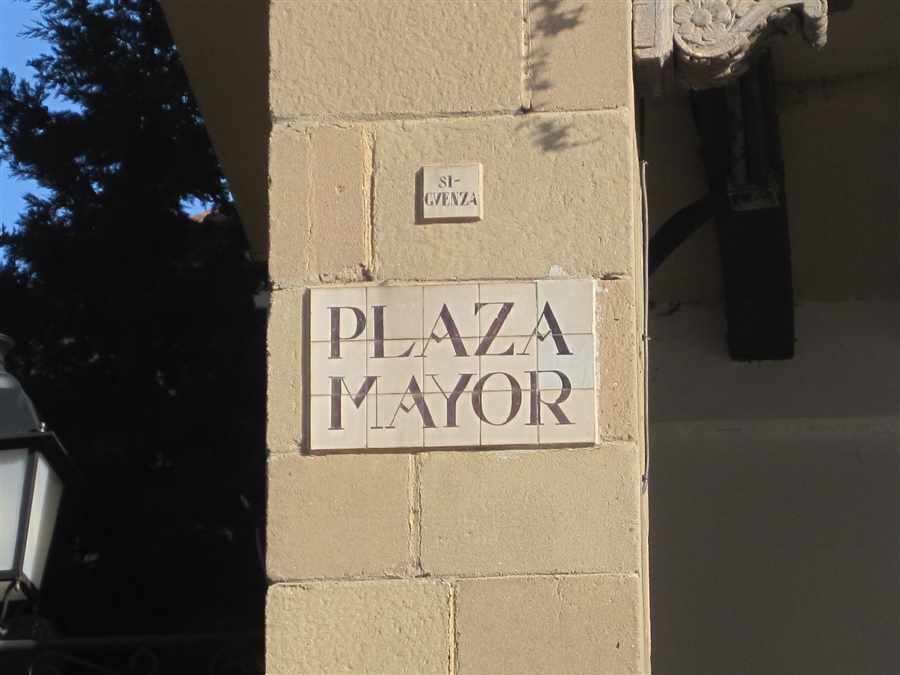 SI-
GVENZA
PLAZA
MAYOR